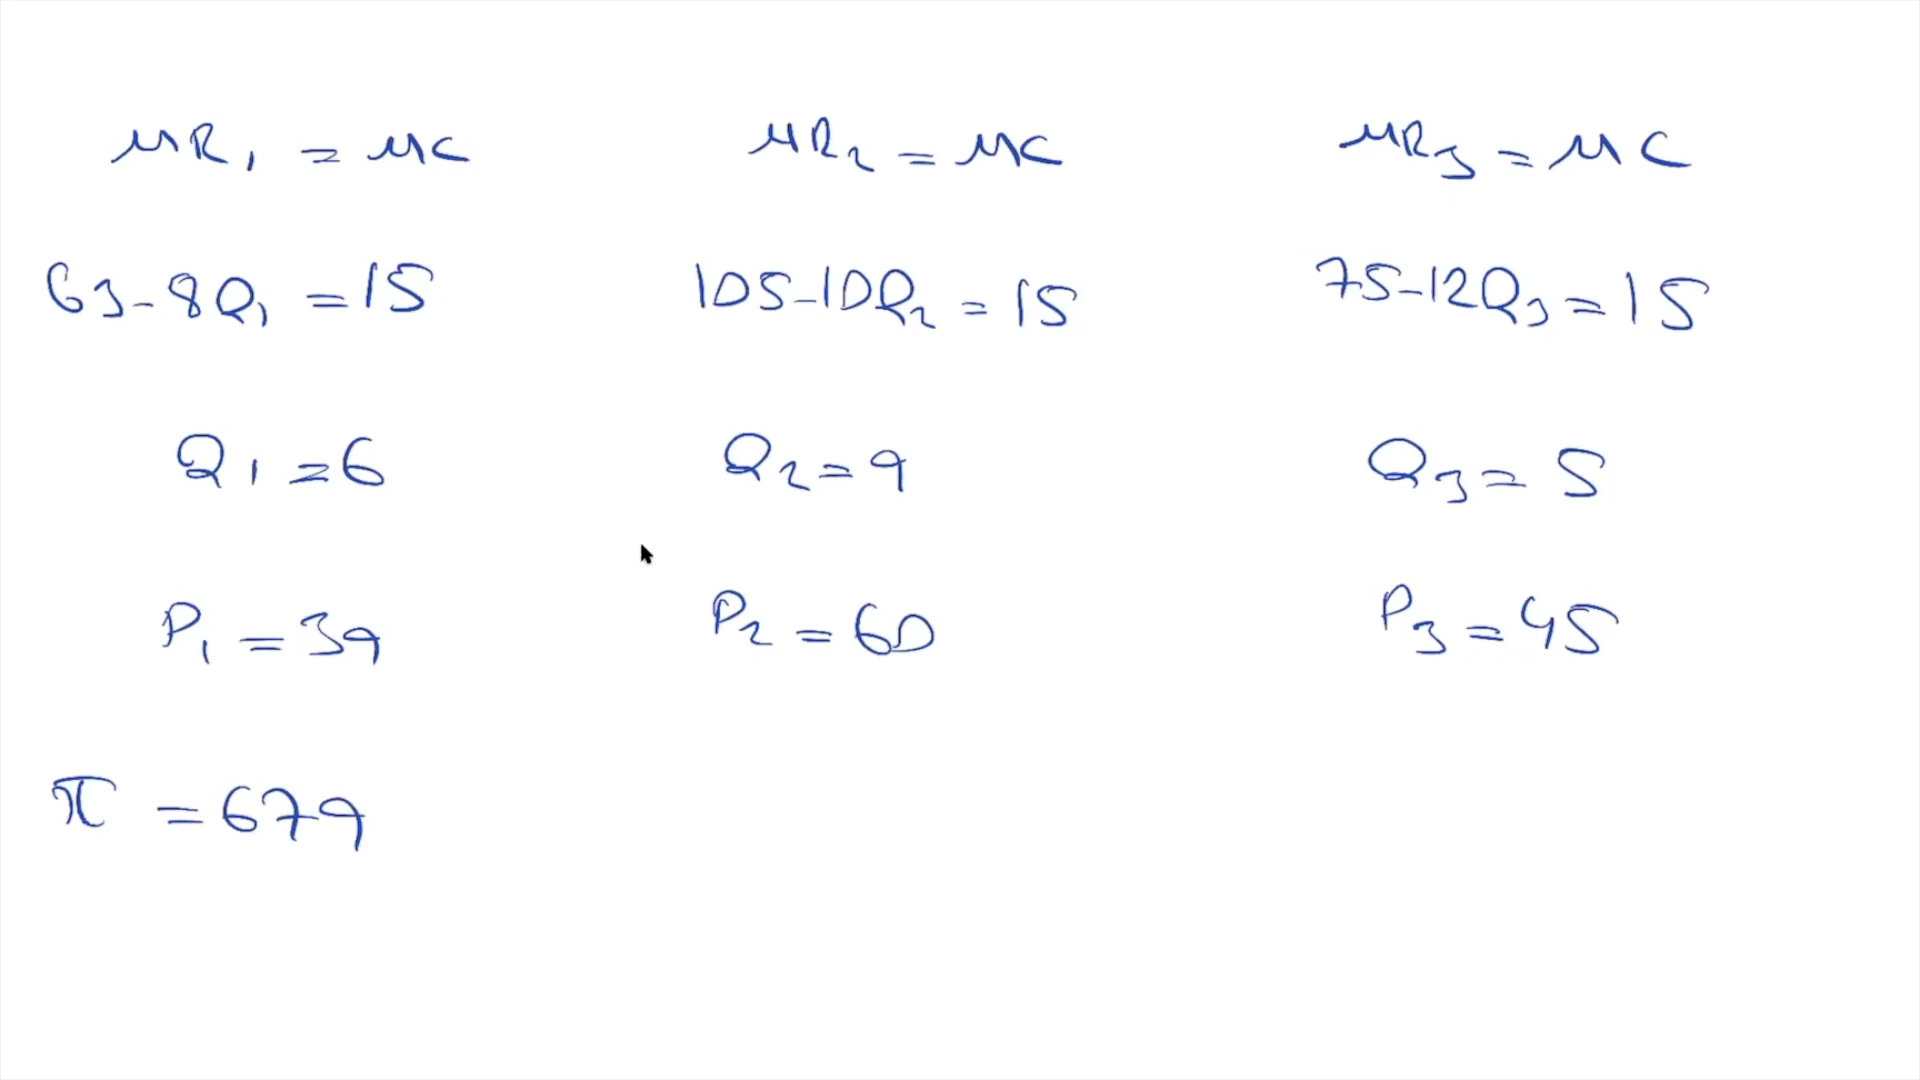 MR₁ = MC MR₂ = MC MR₃ = MC
63-8Q₁ = 15 105-10Q₂ = 15 75-12Q₃ = 15
Q₁ = 6 Q₂ = 9 Q₃ = 5
P₁ = 39 P₂ = 60 P₃ = 45
π = 679